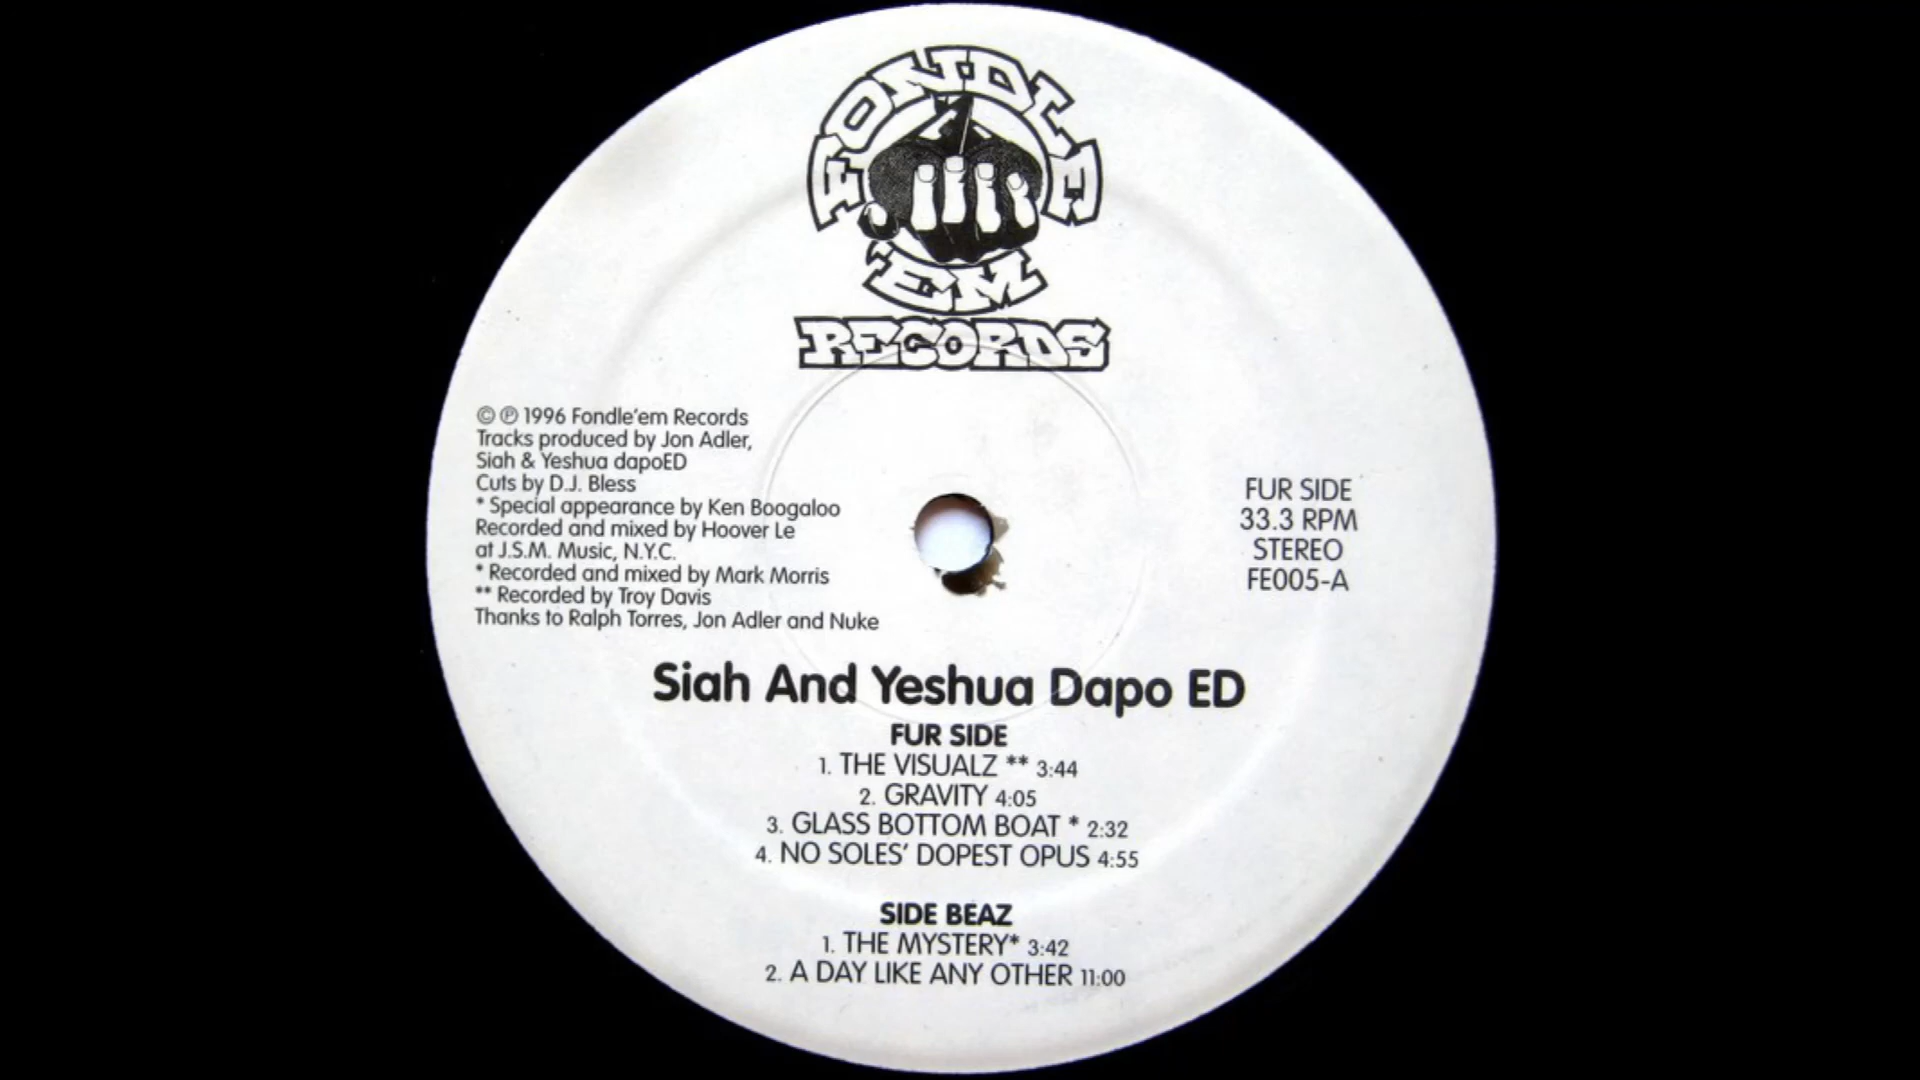 FONDLE
'EM
RECORDS
© ℗ 1996 Fondle'em Records
Tracks produced by Jon Adler,
Siah & Yeshua dapoED
Cuts by D.J. Bless
* Special appearance by Ken Boogaloo
Recorded and mixed by Hoover Le
at J.S.M. Music, N.Y.C.
* Recorded and mixed by Mark Morris
** Recorded by Troy Davis
Thanks to Ralph Torres, Jon Adler and Nuke
FUR SIDE
33.3 RPM
STEREO
FE005-A
Siah And Yeshua Dapo ED
FUR SIDE
1. THE VISUALZ ** 3:44
2. GRAVITY 4:05
3. GLASS BOTTOM BOAT * 2:32
4. NO SOLES' DOPEST OPUS 4:55
SIDE BEAZ
1. THE MYSTERY* 3:42
2. A DAY LIKE ANY OTHER 11:00